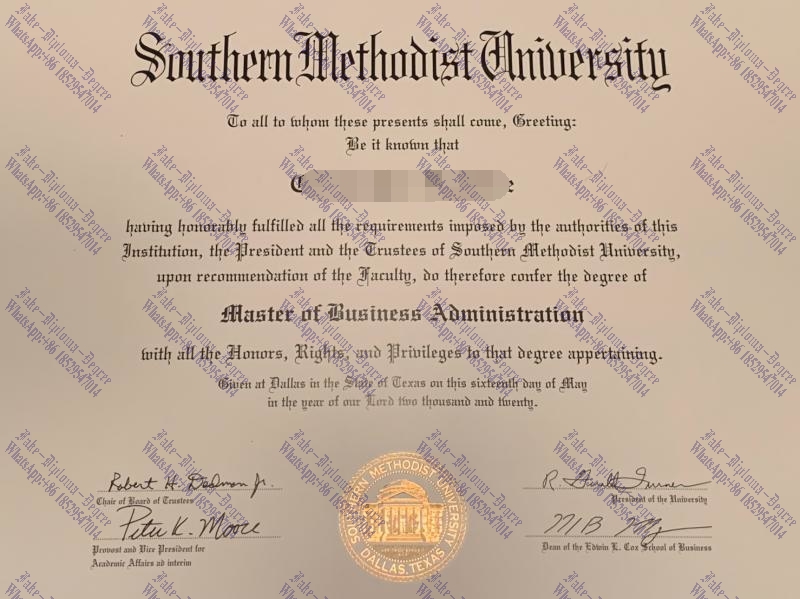 Southern Methodist University
To all to whom these presents shall come, Greeting:
Be it known that
having honorably fulfilled all the requirements imposed by the authorities of this
Institution, the President and the Trustees of Southern Methodist University,
upon recommendation of the Faculty, do therefore confer the degree of
Master of Business Administration
with all the Honors, Rights, and Privileges to that degree appertaining.
Given at Dallas in the State of Texas on this sixteenth day of May
in the year of our Lord two thousand and twenty.
Robert H. Dedman Jr.
Chair of Board of Trustees
Peter K. Moore
Provost and Vice President for
Academic Affairs ad interim
SOUTHERN METHODIST UNIVERSITY
DALLAS, TEXAS
R. Gerald Turner
President of the University
Dean of the Edwin L. Cox School of Business
Fake-Diploma-Degree
WhatsApp:+86 18529547014